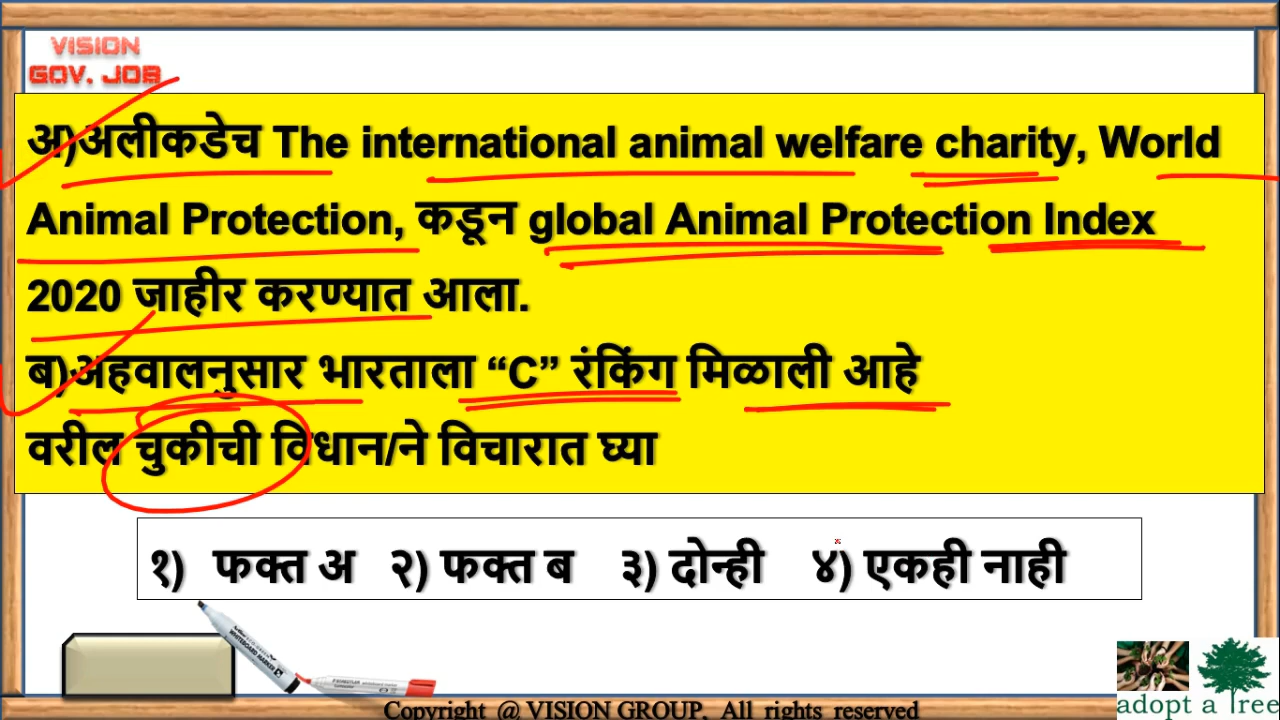 VISION
GOV. JOB
अ)अलीकडेच The international animal welfare charity, World
Animal Protection, कडून global Animal Protection Index
2020 जाहीर करण्यात आला.
ब)अहवालनुसार भारताला “C” रंकिंग मिळाली आहे
वरील चुकीची विधान/ने विचारात घ्या
१) फक्त अ २) फक्त ब ३) दोन्ही ४) एकही नाही
WHITEBOARD MARKER
adopt a Tree
Copyright @ VISION GROUP, All rights reserved